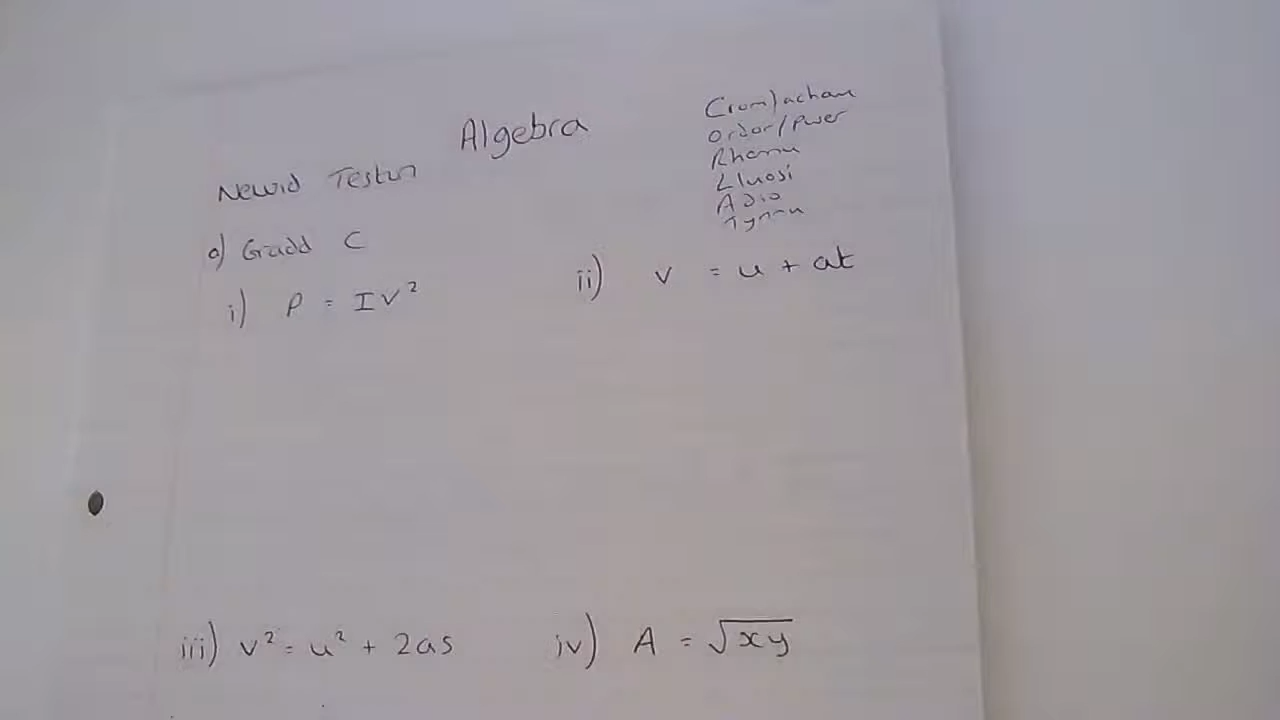 Algebra
Cromfachau
Ordor/Pwer
Rhannu
Lluosi
Adio
Tynnu
Newid Testun
a) Gradd C
i) P = IV²
ii) v = u + at
iii) v² = u² + 2as
iv) A = √xy